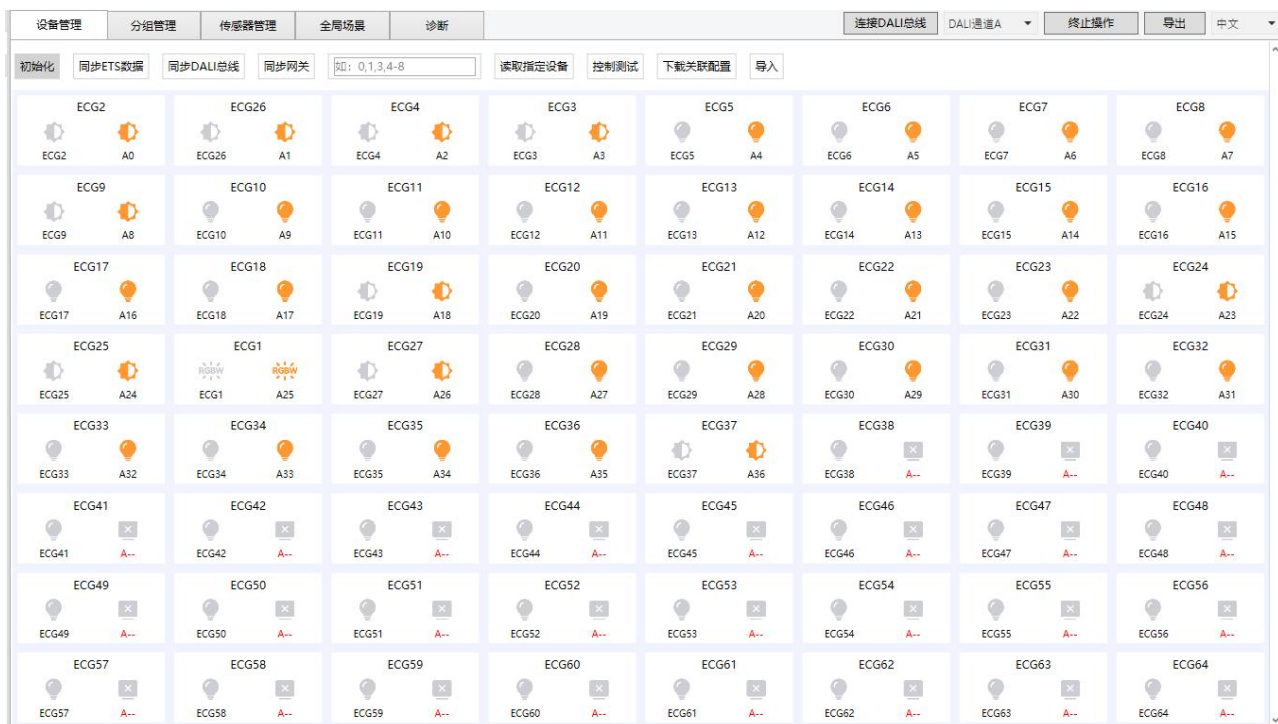 设备管理 分组管理 传感器管理 全局场景 诊断 连接DALI总线 DALI通道A 终止操作 导出 中文
初始化 同步ETS数据 同步DALI总线 同步网关 如：0,1,3,4-8 读取指定设备 控制测试 下载关联配置 导入
ECG2 ECG26 ECG4 ECG3 ECG5 ECG6 ECG7 ECG8
ECG2 A0 ECG26 A1 ECG4 A2 ECG3 A3 ECG5 A4 ECG6 A5 ECG7 A6 ECG8 A7
ECG9 ECG10 ECG11 ECG12 ECG13 ECG14 ECG15 ECG16
ECG9 A8 ECG10 A9 ECG11 A10 ECG12 A11 ECG13 A12 ECG14 A13 ECG15 A14 ECG16 A15
ECG17 ECG18 ECG19 ECG20 ECG21 ECG22 ECG23 ECG24
ECG17 A16 ECG18 A17 ECG19 A18 ECG20 A19 ECG21 A20 ECG22 A21 ECG23 A22 ECG24 A23
ECG25 ECG1 ECG27 ECG28 ECG29 ECG30 ECG31 ECG32
RGBW RGBW
ECG25 A24 ECG1 A25 ECG27 A26 ECG28 A27 ECG29 A28 ECG30 A29 ECG31 A30 ECG32 A31
ECG33 ECG34 ECG35 ECG36 ECG37 ECG38 ECG39 ECG40
ECG33 A32 ECG34 A33 ECG35 A34 ECG36 A35 ECG37 A36 ECG38 A-- ECG39 A-- ECG40 A--
ECG41 ECG42 ECG43 ECG44 ECG45 ECG46 ECG47 ECG48
ECG41 A-- ECG42 A-- ECG43 A-- ECG44 A-- ECG45 A-- ECG46 A-- ECG47 A-- ECG48 A--
ECG49 ECG50 ECG51 ECG52 ECG53 ECG54 ECG55 ECG56
ECG49 A-- ECG50 A-- ECG51 A-- ECG52 A-- ECG53 A-- ECG54 A-- ECG55 A-- ECG56 A--
ECG57 ECG58 ECG59 ECG60 ECG61 ECG62 ECG63 ECG64
ECG57 A-- ECG58 A-- ECG59 A-- ECG60 A-- ECG61 A-- ECG62 A-- ECG63 A-- ECG64 A--